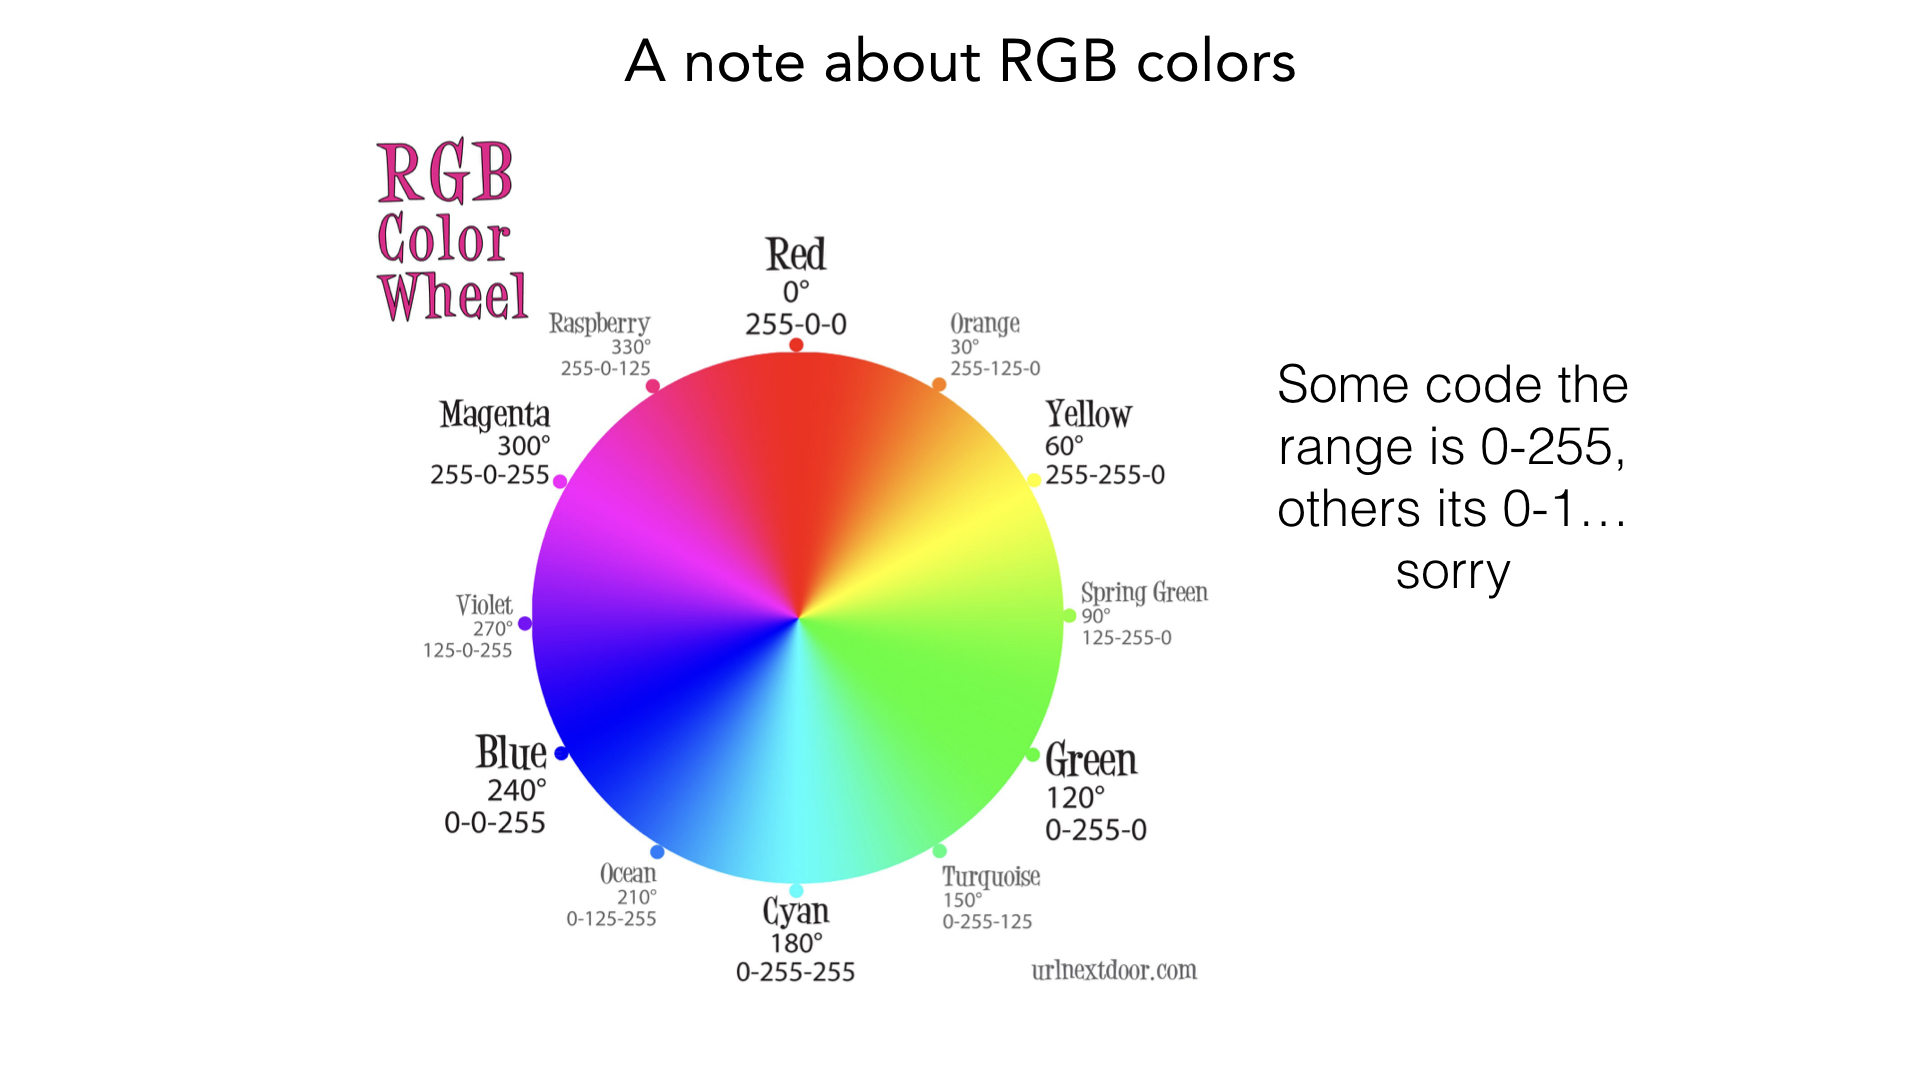 A note about RGB colors
RGB
Color
Wheel
Red
0°
255-0-0
Raspberry
330°
255-0-125
Orange
30°
255-125-0
Magenta
300°
255-0-255
Yellow
60°
255-255-0
Some code the
range is 0-255,
others its 0-1...
sorry
Violet
270°
125-0-255
Spring Green
90°
125-255-0
Blue
240°
0-0-255
Green
120°
0-255-0
Ocean
210°
0-125-255
Cyan
180°
0-255-255
Turquoise
150°
0-255-125
urlnextdoor.com